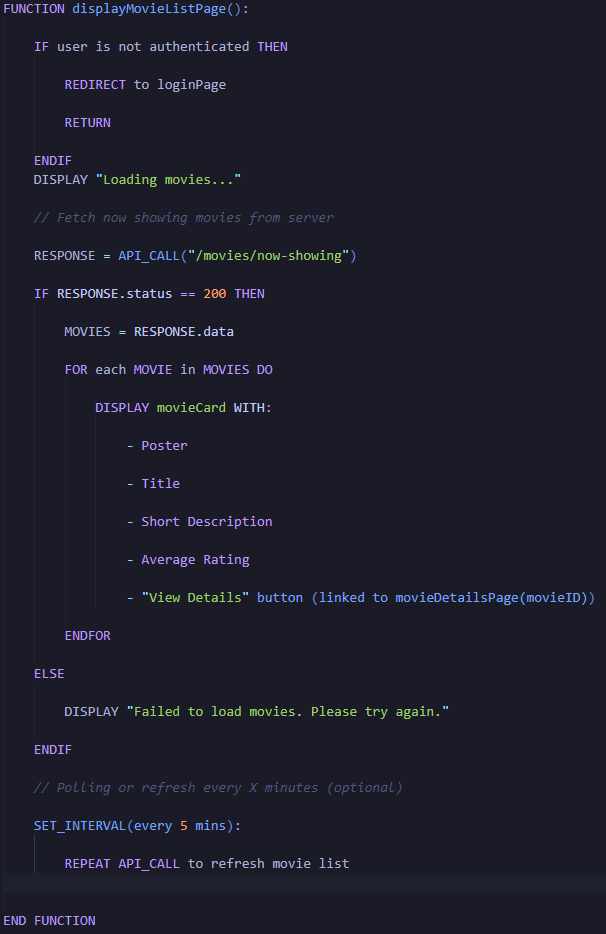 FUNCTION displayMovieListPage():
IF user is not authenticated THEN
REDIRECT to loginPage
RETURN
ENDIF
DISPLAY "Loading movies..."
// Fetch now showing movies from server
RESPONSE = API_CALL("/movies/now-showing")
IF RESPONSE.status == 200 THEN
MOVIES = RESPONSE.data
FOR each MOVIE in MOVIES DO
DISPLAY movieCard WITH:
- Poster
- Title
- Short Description
- Average Rating
- "View Details" button (linked to movieDetailsPage(movieID))
ENDFOR
ELSE
DISPLAY "Failed to load movies. Please try again."
ENDIF
// Polling or refresh every X minutes (optional)
SET_INTERVAL(every 5 mins):
REPEAT API_CALL to refresh movie list
END FUNCTION